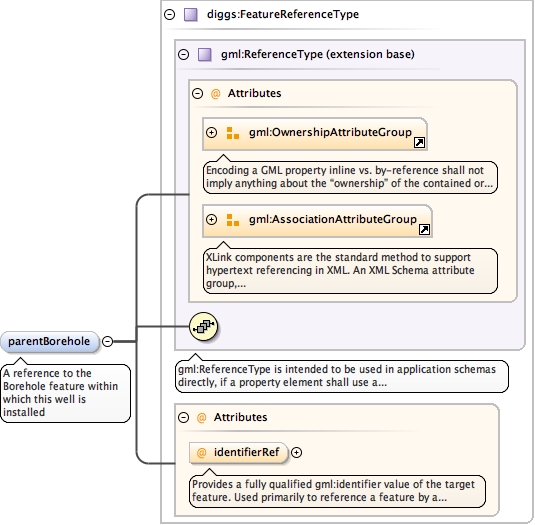 diggs:FeatureReferenceType
gml:ReferenceType (extension base)
@ Attributes
gml:OwnershipAttributeGroup
Encoding a GML property inline vs. by-reference shall not
imply anything about the “ownership” of the contained or...
gml:AssociationAttributeGroup
XLink components are the standard method to support
hypertext referencing in XML. An XML Schema attribute
group,...
parentBorehole
A reference to the
Borehole feature within
which this well is
installed
gml:ReferenceType is intended to be used in application schemas
directly, if a property element shall use a...
@ Attributes
@ identifierRef
Provides a fully qualified gml:identifier value of the target
feature. Used primarily to reference a feature by a...